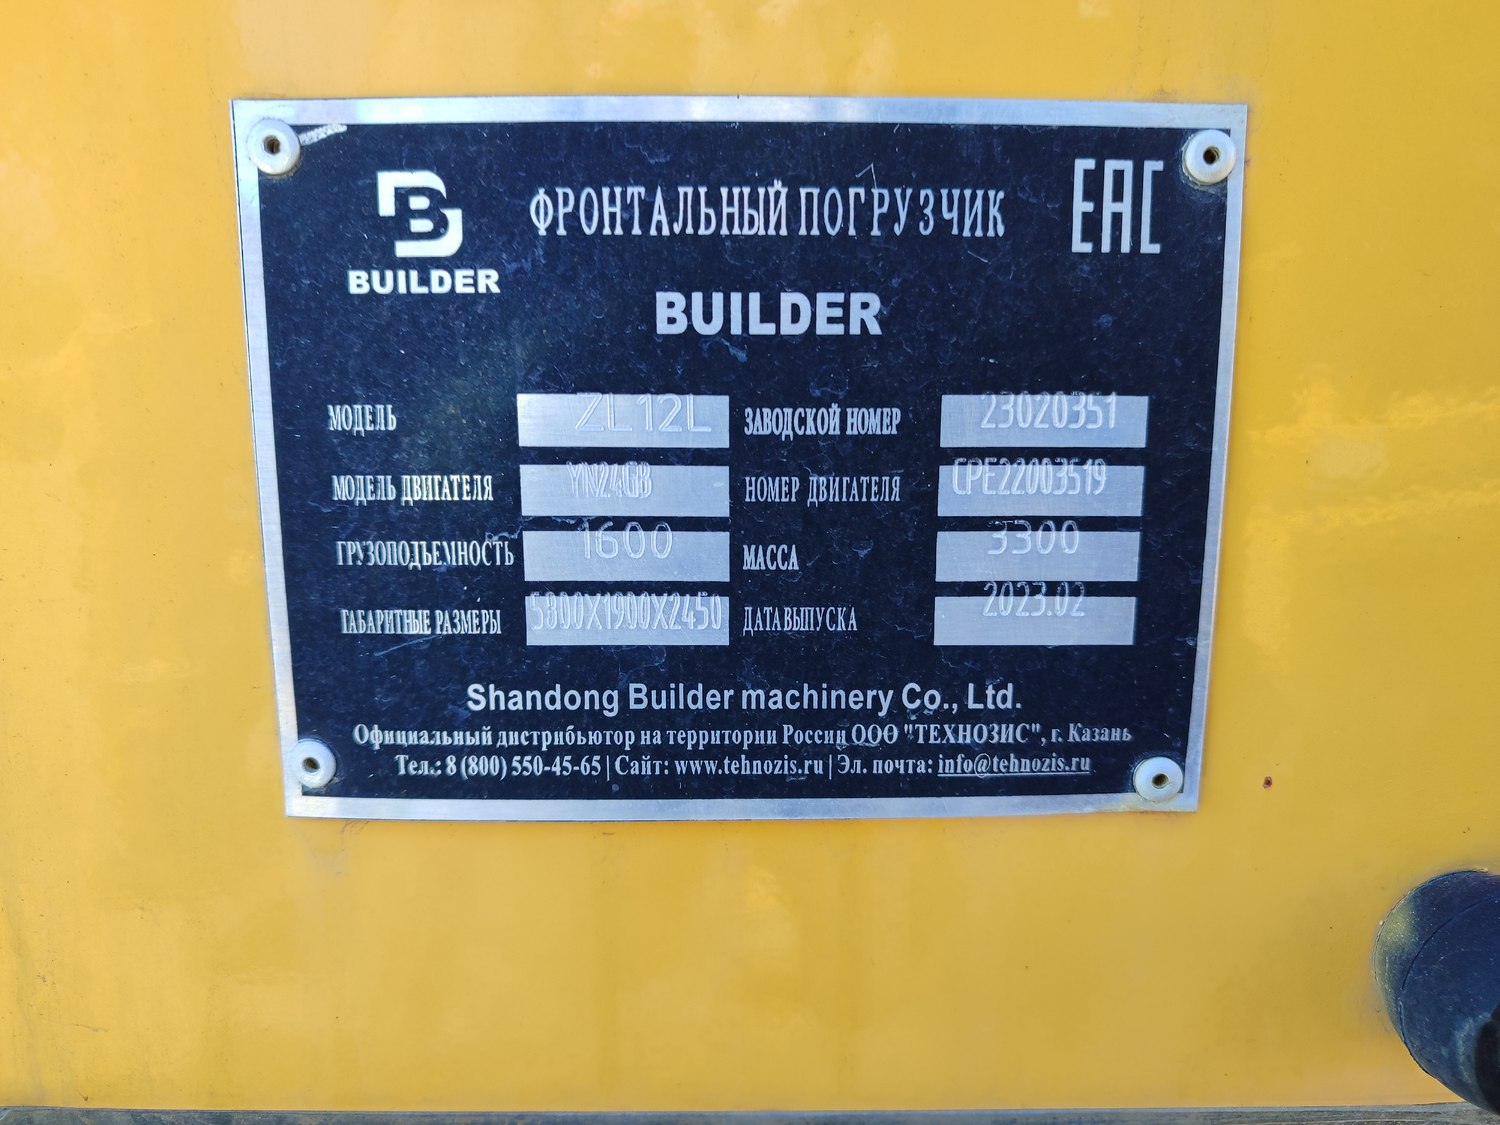 BUILDER
ФРОНТАЛЬНЫЙ ПОГРУЗЧИК
EAC
BUILDER
МОДЕЛЬ ZL12L ЗАВОДСКОЙ НОМЕР 23020351
МОДЕЛЬ ДВИГАТЕЛЯ YN24G8 НОМЕР ДВИГАТЕЛЯ CPE22003519
ГРУЗОПОДЪЕМНОСТЬ 1600 МАССА 3300
ГАБАРИТНЫЕ РАЗМЕРЫ 5800X1900X2450 ДАТА ВЫПУСКА 2023.02
Shandong Builder machinery Co., Ltd.
Официальный дистрибьютор на территории России ООО "ТЕХНОЗИС", г. Казань
Тел.: 8 (800) 550-45-65 | Сайт: www.tehnozis.ru | Эл. почта: info@tehnozis.ru